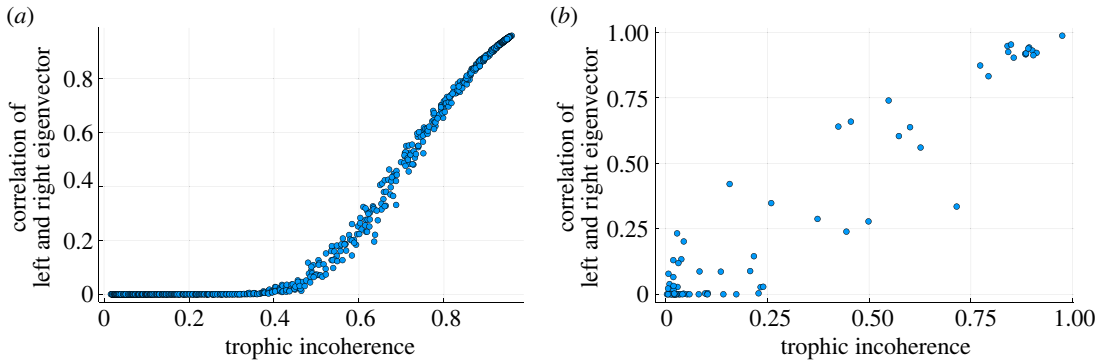 (a)
correlation of
left and right eigenvector
0.8
0.6
0.4
0.2
0
0
0.2
0.4
0.6
0.8
trophic incoherence
(b)
correlation of
left and right eigenvector
1.00
0.75
0.50
0.25
0
0
0.25
0.50
0.75
1.00
trophic incoherence